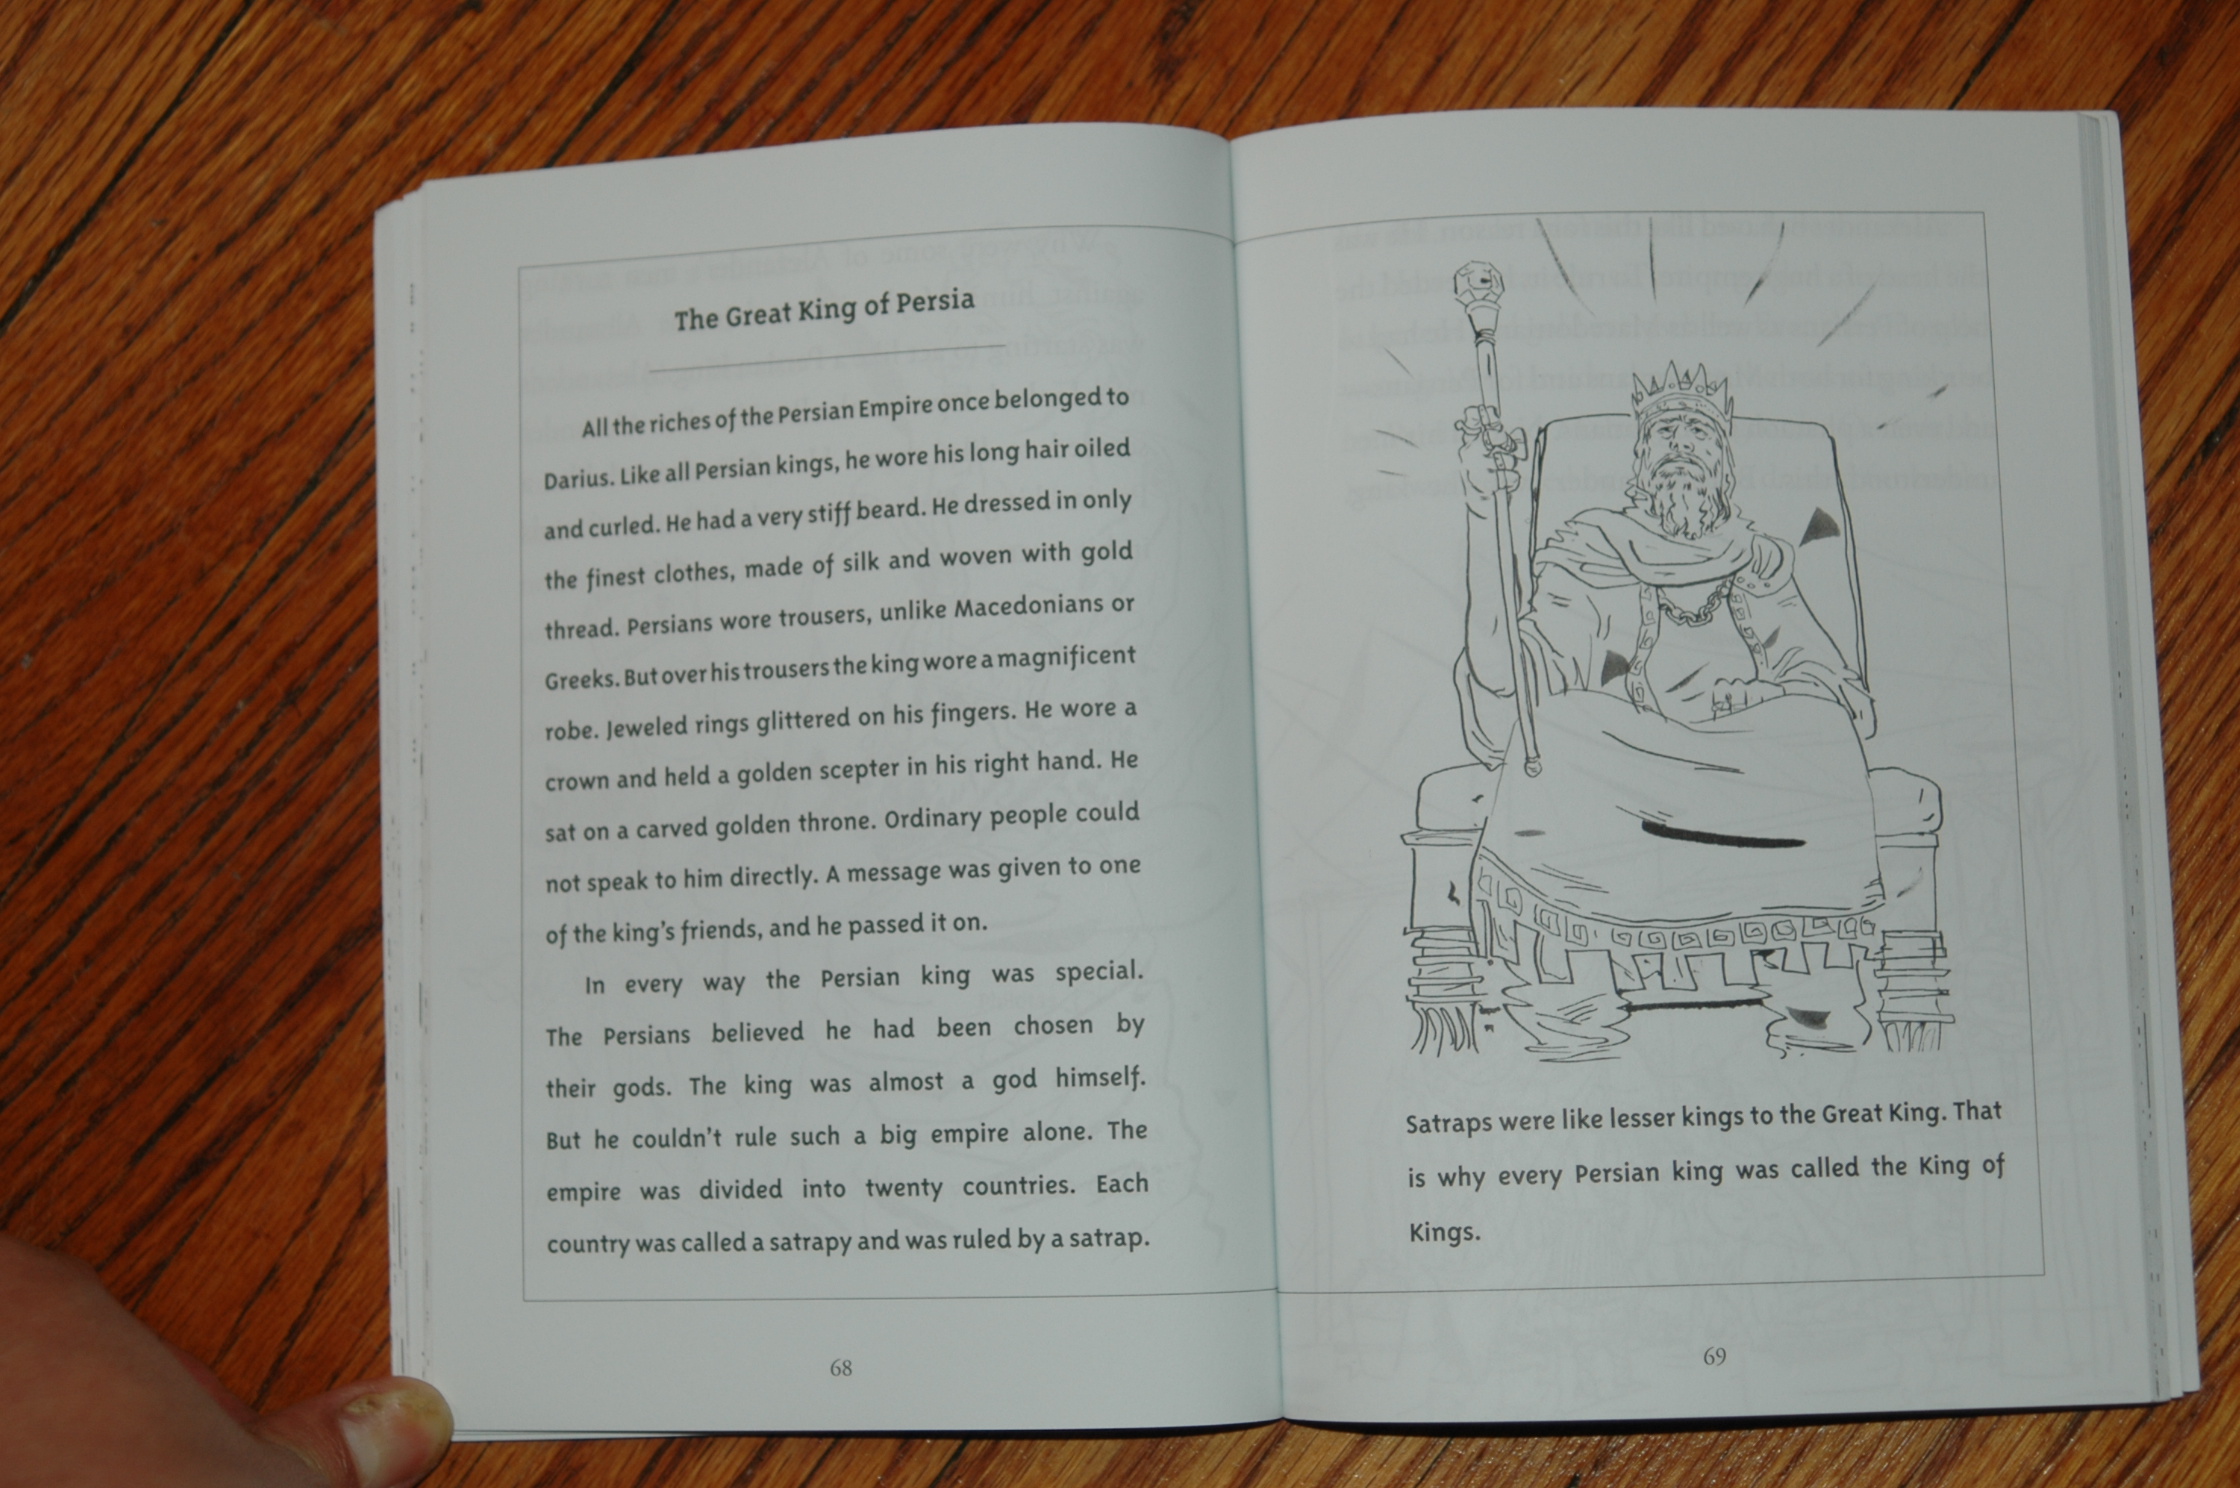 The Great King of Persia
All the riches of the Persian Empire once belonged to
Darius. Like all Persian kings, he wore his long hair oiled
and curled. He had a very stiff beard. He dressed in only
the finest clothes, made of silk and woven with gold
thread. Persians wore trousers, unlike Macedonians or
Greeks. But over his trousers the king wore a magnificent
robe. Jeweled rings glittered on his fingers. He wore a
crown and held a golden scepter in his right hand. He
sat on a carved golden throne. Ordinary people could
not speak to him directly. A message was given to one
of the king's friends, and he passed it on.
In every way the Persian king was special.
The Persians believed he had been chosen by
their gods. The king was almost a god himself.
But he couldn't rule such a big empire alone. The
empire was divided into twenty countries. Each
country was called a satrapy and was ruled by a satrap.
68
Satraps were like lesser kings to the Great King. That
is why every Persian king was called the King of
Kings.
69